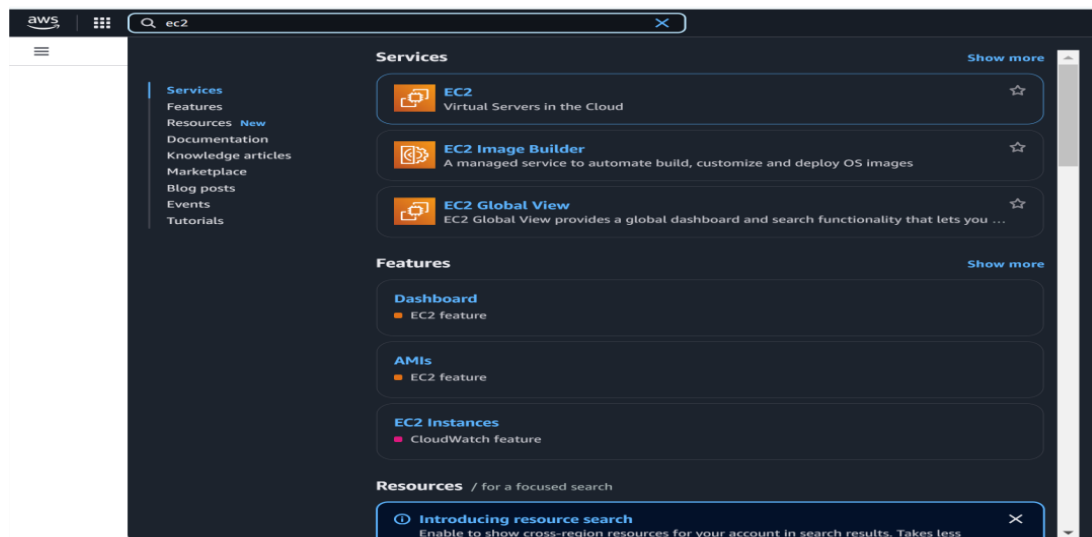 aws
ec2
Services
Features
Resources New
Documentation
Knowledge articles
Marketplace
Blog posts
Events
Tutorials
Services
Show more
EC2
Virtual Servers in the Cloud
EC2 Image Builder
A managed service to automate build, customize and deploy OS images
EC2 Global View
EC2 Global View provides a global dashboard and search functionality that lets you ...
Features
Show more
Dashboard
EC2 feature
AMIs
EC2 feature
EC2 Instances
CloudWatch feature
Resources / for a focused search
Introducing resource search
Enable to show cross-region resources for your account in search results. Takes less